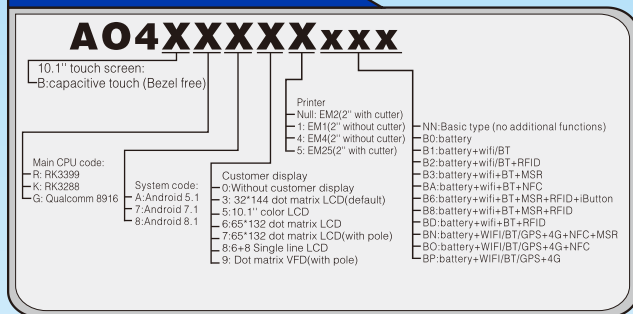 AO4XXXXXxxx
10.1" touch screen:
B:capacitive touch (Bezel free)
Main CPU code:
R: RK3399
K: RK3288
G: Qualcomm 8916
System code:
A:Android 5.1
7:Android 7.1
8:Android 8.1
Customer display
0:Without customer display
3: 32*144 dot matrix LCD(default)
5:10.1" color LCD
6:65*132 dot matrix LCD
7:65*132 dot matrix LCD(with pole)
8:6+8 Single line LCD
9: Dot matrix VFD(with pole)
Printer
Null: EM2(2" with cutter)
1: EM1(2" without cutter)
4: EM4(2" without cutter)
5: EM25(2" with cutter)
NN:Basic type (no additional functions)
B0:battery
B1:battery+wifi/BT
B2:battery+wifi/BT+RFID
B3:battery+wifi+BT+MSR
BA:battery+wifi+BT+NFC
B6:battery+wifi+BT+MSR+RFID+iButton
B8:battery+wifi+BT+MSR+RFID
BD:battery+wifi+BT+RFID
BN:battery+WIFI/BT/GPS+4G+NFC+MSR
BO:battery+WIFI/BT/GPS+4G+NFC
BP:battery+WIFI/BT/GPS+4G